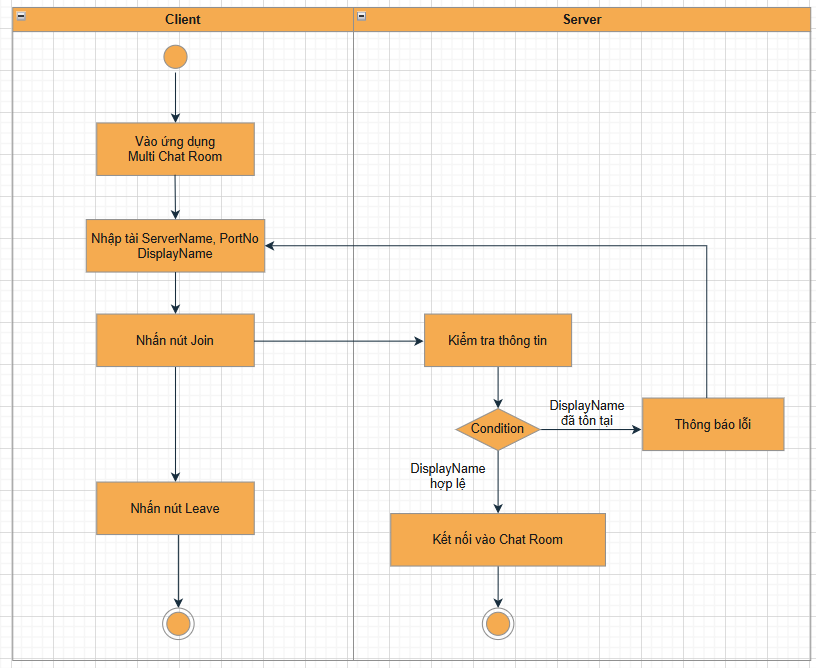 Client
Server
Vào ứng dụng
Multi Chat Room
Nhập tài ServerName, PortNo
DisplayName
Nhấn nút Join
Kiểm tra thông tin
DisplayName
đã tồn tại
Condition
Thông báo lỗi
DisplayName
hợp lệ
Nhấn nút Leave
Kết nối vào Chat Room